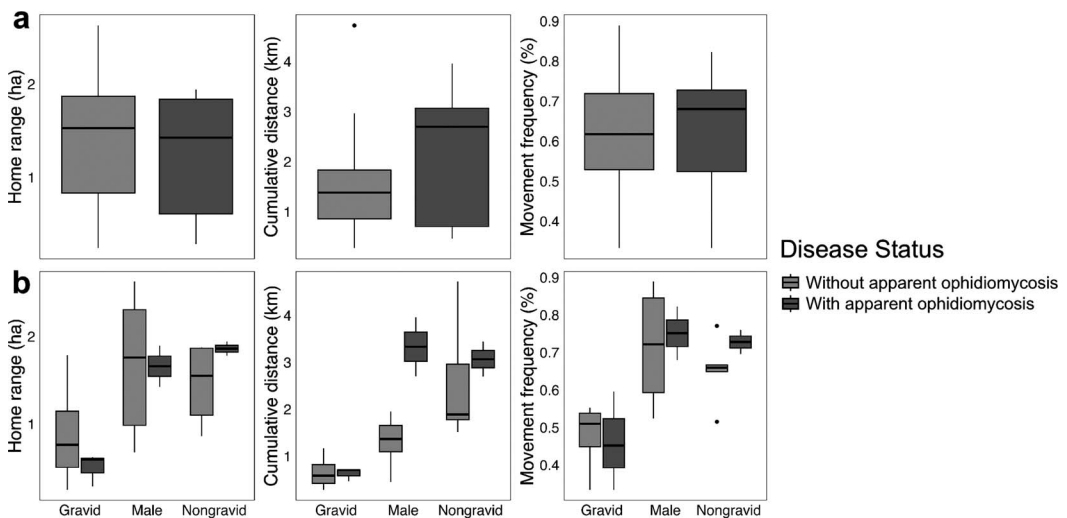 a
Home range (ha)
2
1
Cumulative distance (km)
4
3
2
1
Movement frequency (%)
0.9
0.8
0.7
0.6
0.5
0.4
b
Home range (ha)
2
1
Gravid Male Nongravid
Cumulative distance (km)
4
3
2
1
Gravid Male Nongravid
Movement frequency (%)
0.9
0.8
0.7
0.6
0.5
0.4
Gravid Male Nongravid
Disease Status
Without apparent ophidiomycosis
With apparent ophidiomycosis